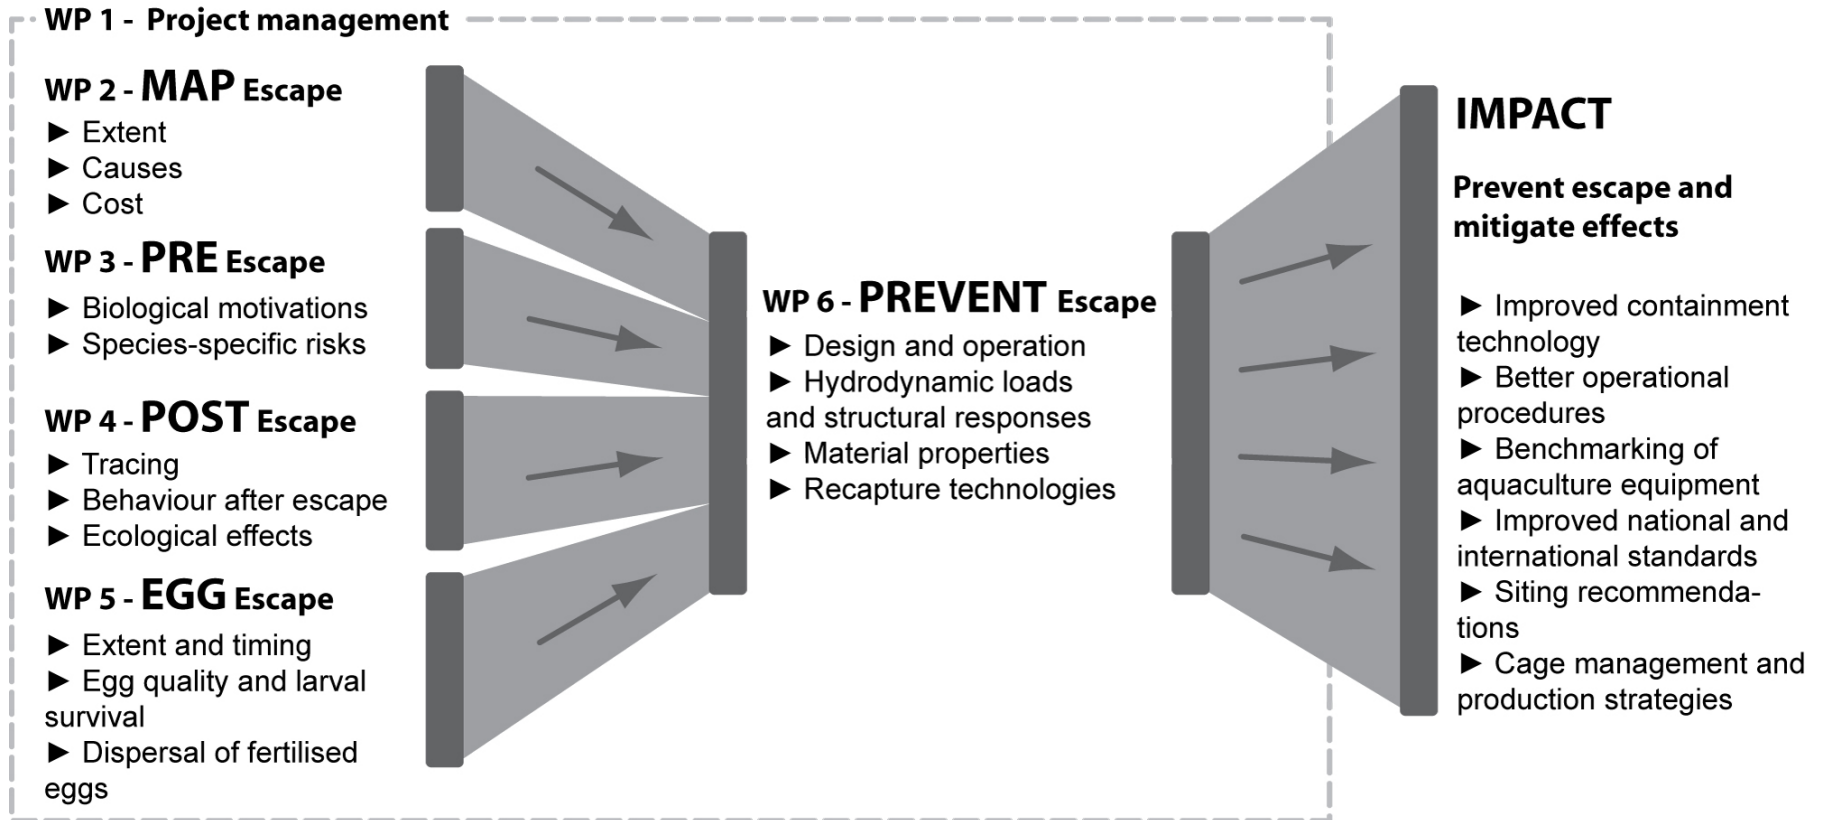 WP 1 - Project management
WP 2 - MAP Escape
► Extent
► Causes
► Cost
WP 3 - PRE Escape
► Biological motivations
► Species-specific risks
WP 4 - POST Escape
► Tracing
► Behaviour after escape
► Ecological effects
WP 5 - EGG Escape
► Extent and timing
► Egg quality and larval
survival
► Dispersal of fertilised
eggs
WP 6 - PREVENT Escape
► Design and operation
► Hydrodynamic loads
and structural responses
► Material properties
► Recapture technologies
IMPACT
Prevent escape and
mitigate effects
► Improved containment
technology
► Better operational
procedures
► Benchmarking of
aquaculture equipment
► Improved national and
international standards
► Siting recommenda-
tions
► Cage management and
production strategies